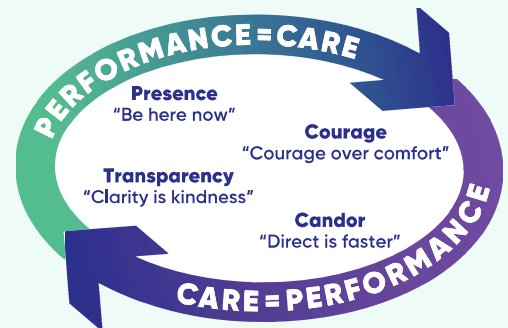 PERFORMANCE=CARE
Presence
“Be here now”
Courage
“Courage over comfort”
Transparency
“Clarity is kindness”
Candor
“Direct is faster”
CARE=PERFORMANCE